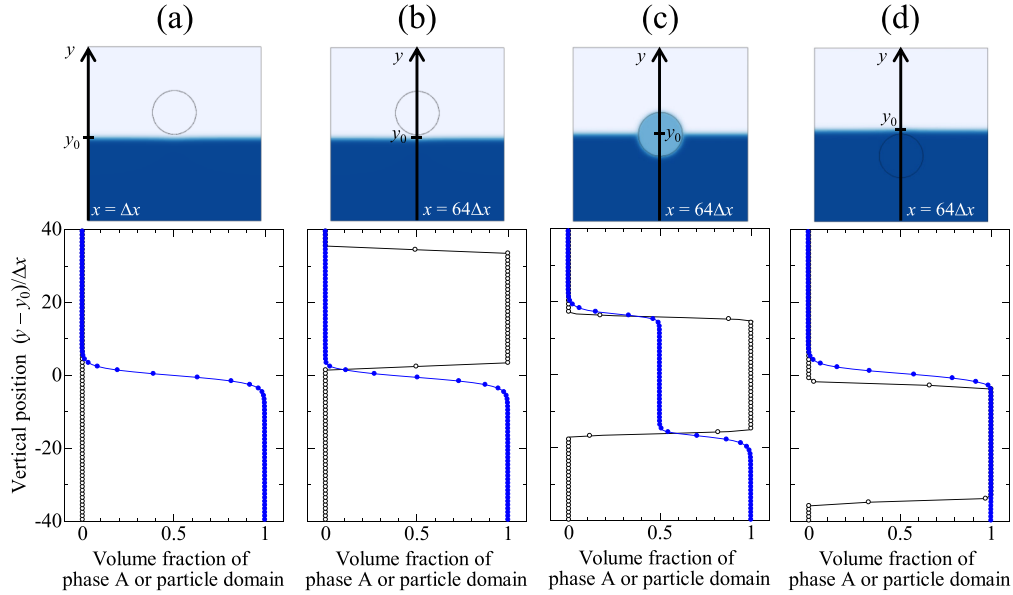 (a) (b) (c) (d)
y y y y
y₀ y₀ y₀ y₀
x = Δx x = 64Δx x = 64Δx x = 64Δx
Vertical position (y – y₀)/Δx
40
20
0
-20
-40
0 0.5 1 0 0.5 1 0 0.5 1 0 0.5 1
Volume fraction of Volume fraction of Volume fraction of Volume fraction of
phase A or particle domain phase A or particle domain phase A or particle domain phase A or particle domain